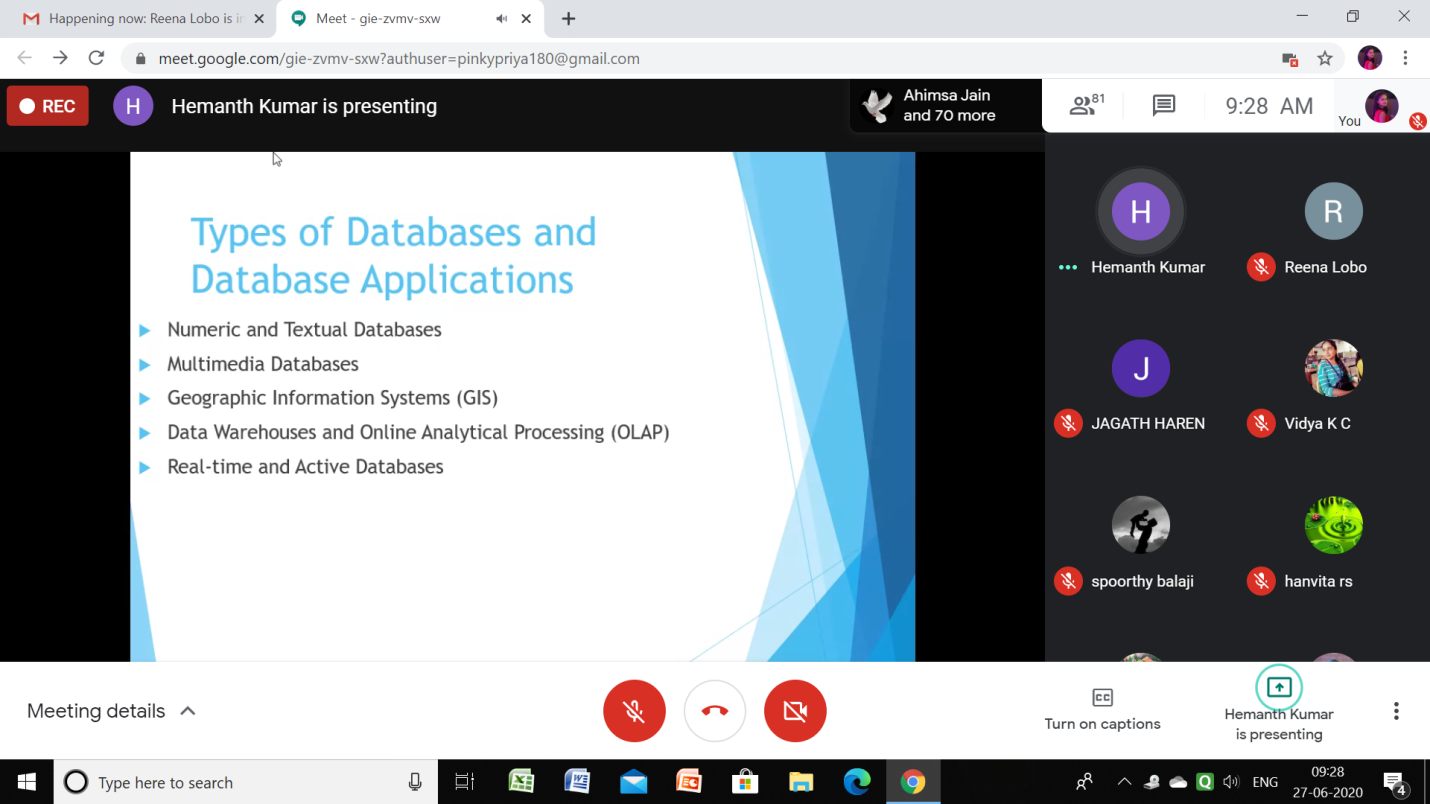 Happening now: Reena Lobo is in
Meet - gie-zvmv-sxw
meet.google.com/gie-zvmv-sxw?authuser=pinkypriya180@gmail.com
REC
H
Hemanth Kumar is presenting
Ahimsa Jain
and 70 more
81
9:28 AM
You
Types of Databases and
Database Applications
Numeric and Textual Databases
Multimedia Databases
Geographic Information Systems (GIS)
Data Warehouses and Online Analytical Processing (OLAP)
Real-time and Active Databases
H
R
Hemanth Kumar
Reena Lobo
J
JAGATH HAREN
Vidya K C
spoorthy balaji
hanvita rs
Meeting details
CC
Turn on captions
Hemanth Kumar
is presenting
Type here to search
ENG
09:28
27-06-2020
4